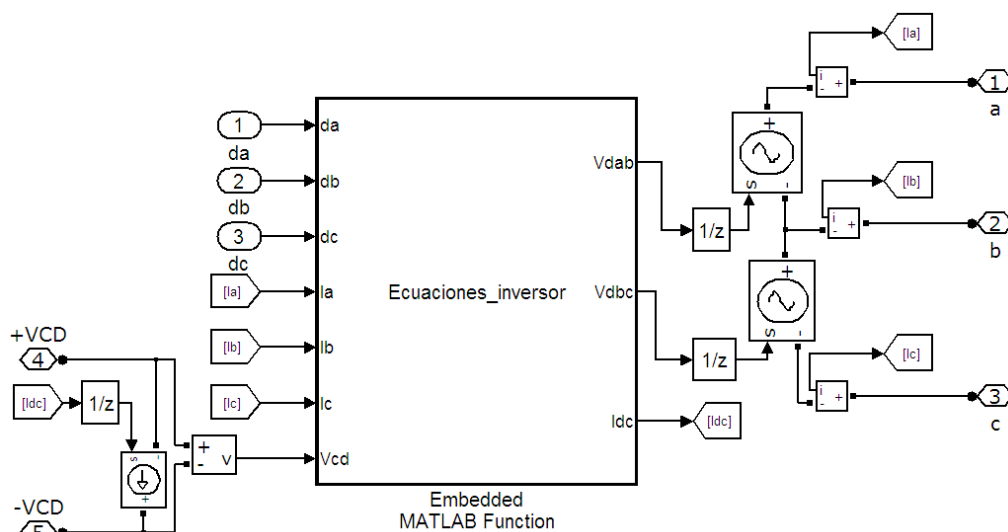 [Ia]
i
-
+
1
a
+
1
da
da
Vdab
s
-
1/z
2
db
db
[Ib]
i
-
+
2
b
3
dc
dc
+
[Ia]
Ia
Ecuaciones_inversor
Vdbc
s
-
1/z
+VCD
4
[Ib]
Ib
[Ic]
i
-
+
3
c
[Idc]
1/z
[Ic]
Ic
Idc
[Idc]
s
-
+
+
-
v
Vcd
-VCD
5
Embedded
MATLAB Function